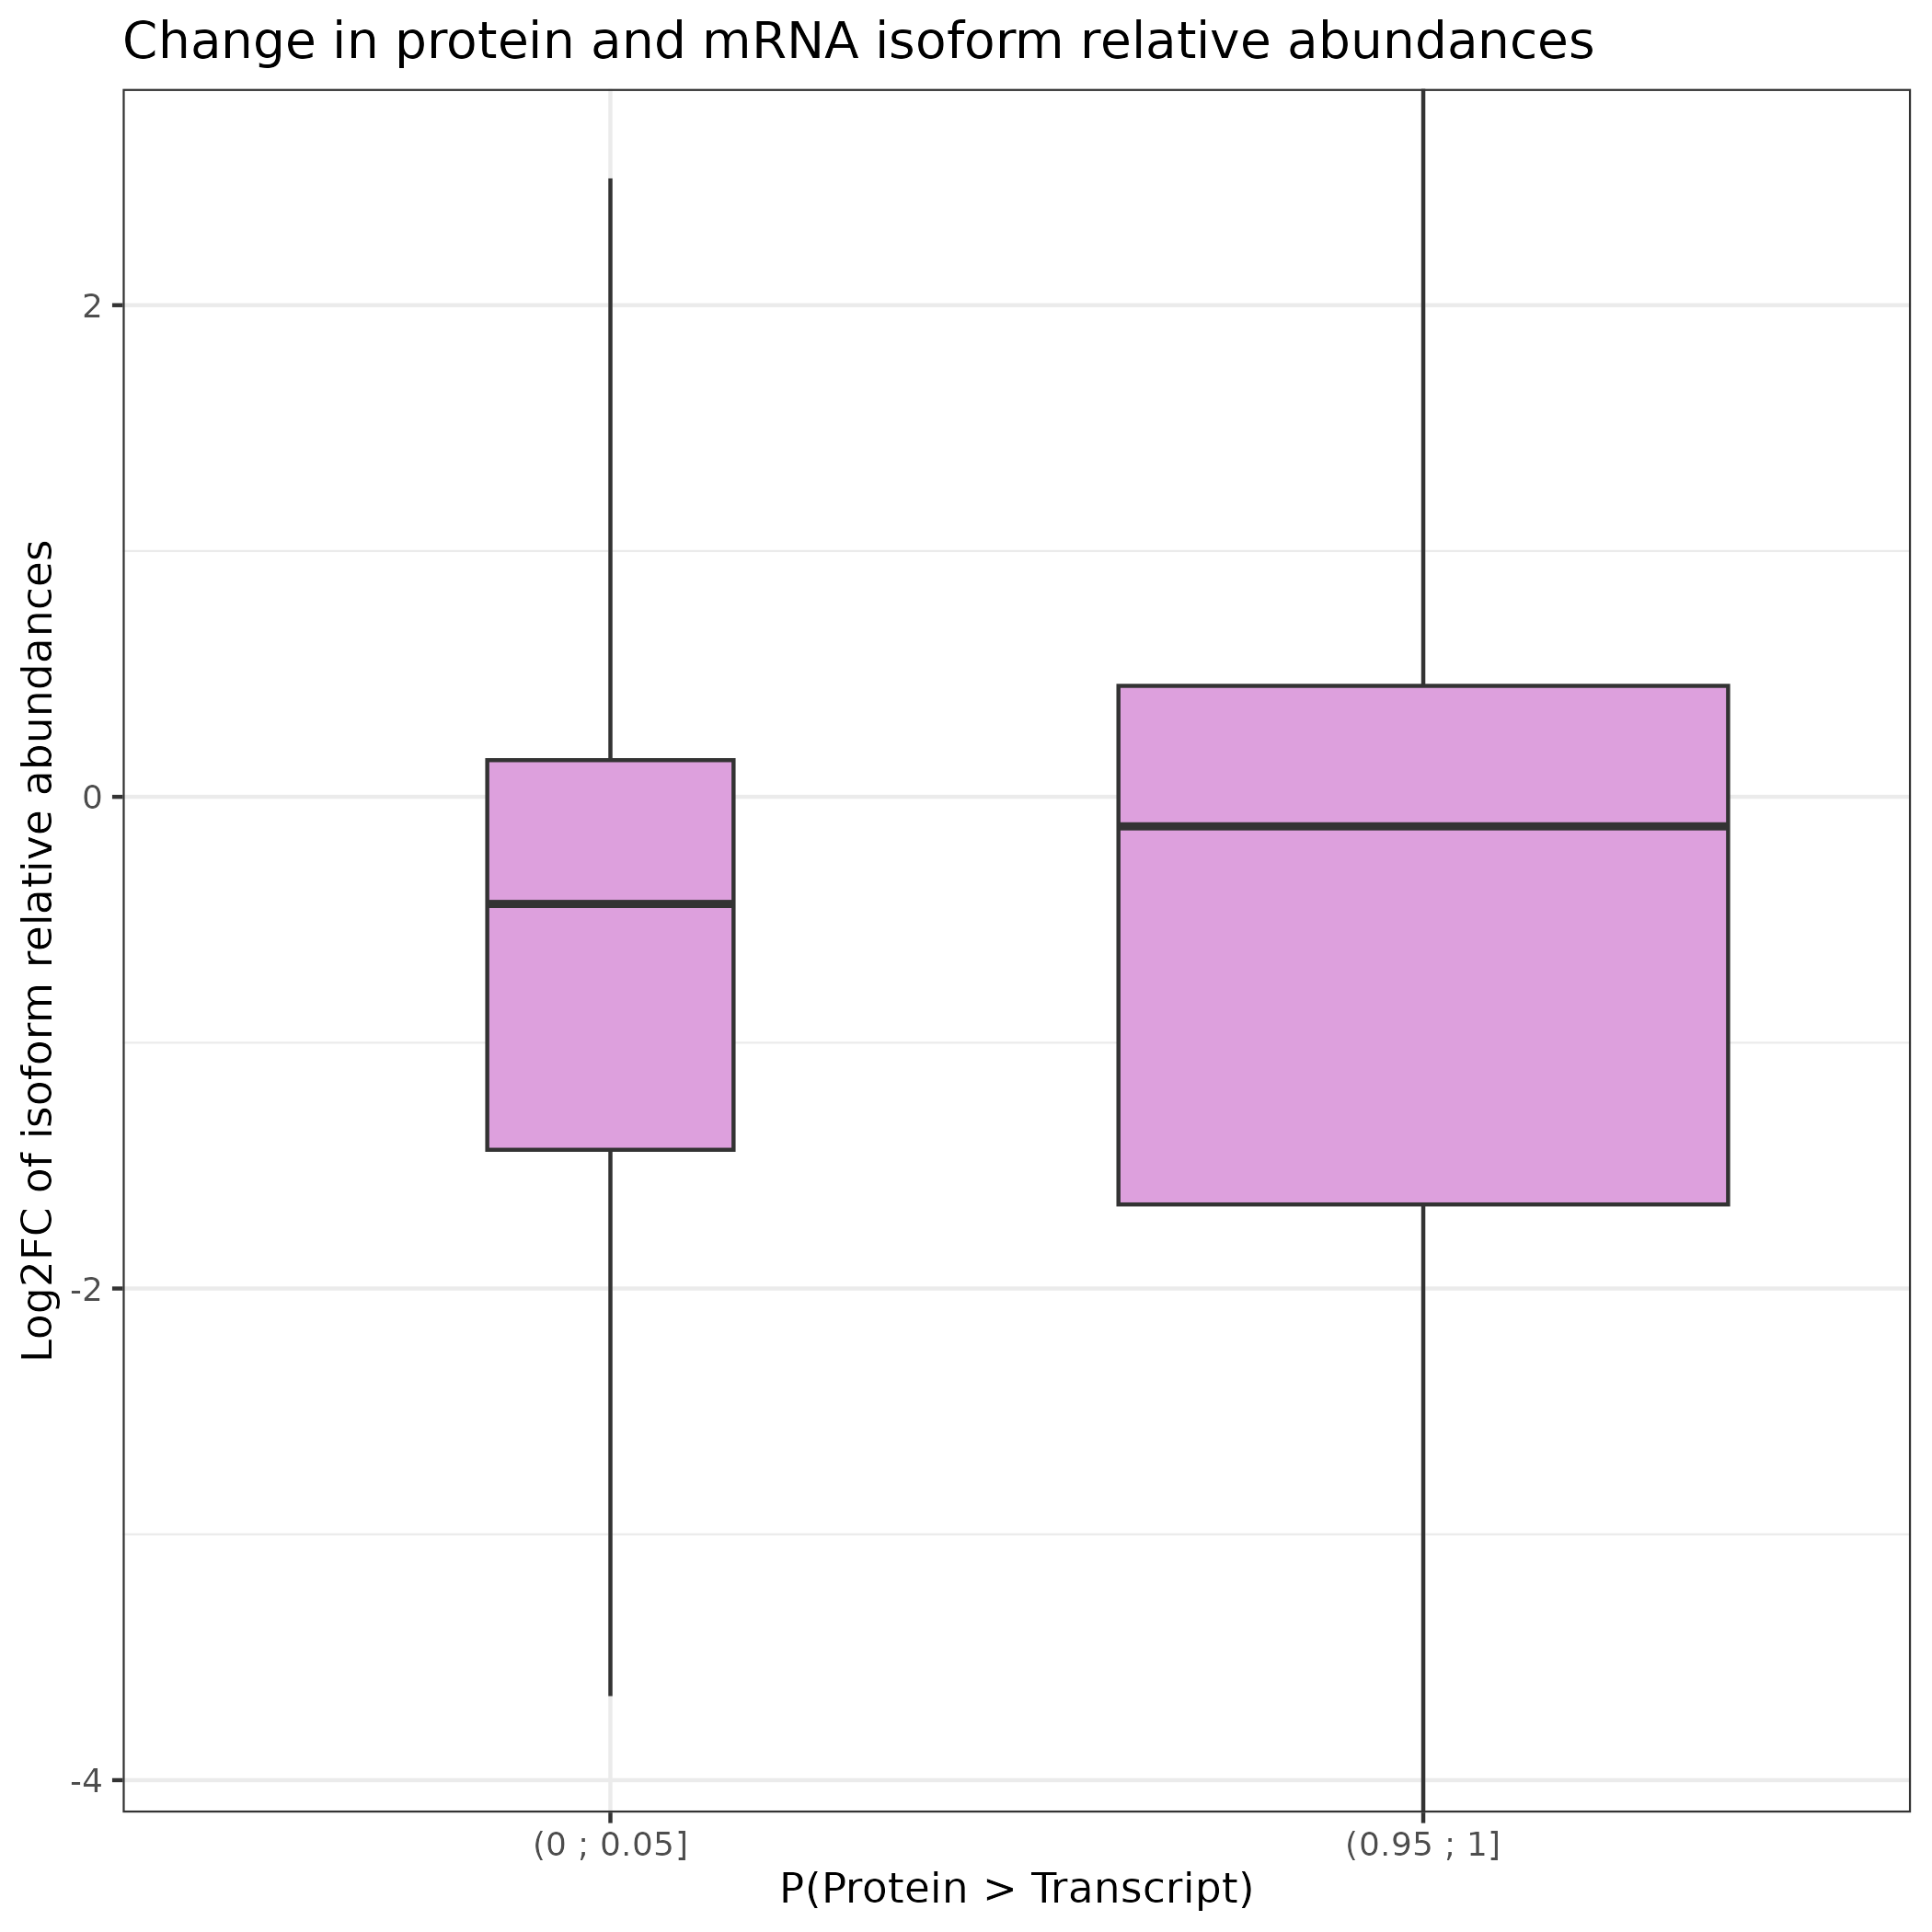 Change in protein and mRNA isoform relative abundances
Log2FC of isoform relative abundances
2
0
-2
-4
(0 ; 0.05]
(0.95 ; 1]
P(Protein > Transcript)